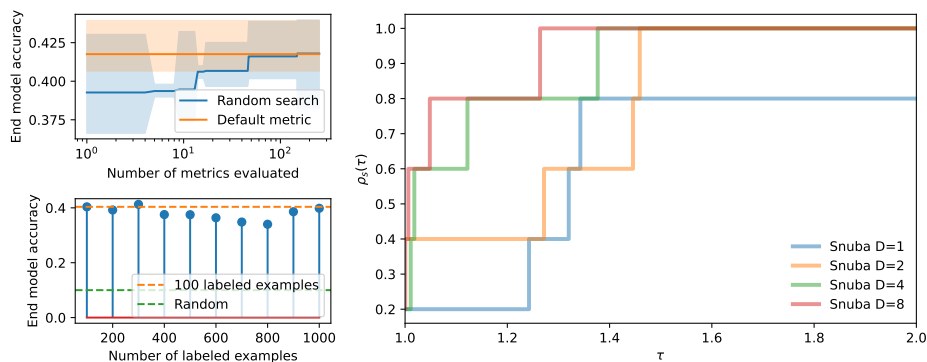 End model accuracy
0.425
0.400
0.375
Random search
Default metric
10^0
10^1
10^2
Number of metrics evaluated
End model accuracy
0.4
0.2
0.0
100 labeled examples
Random
200
400
600
800
1000
Number of labeled examples
ρ_s(τ)
1.0
0.9
0.8
0.7
0.6
0.5
0.4
0.3
0.2
Snuba D=1
Snuba D=2
Snuba D=4
Snuba D=8
1.0
1.2
1.4
1.6
1.8
2.0
τ